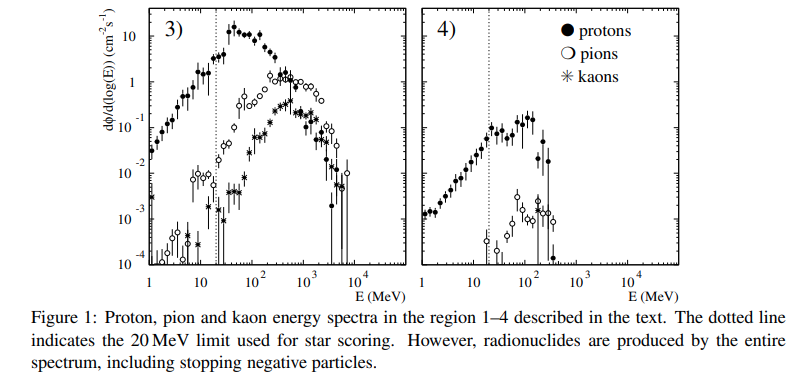 dφ/d(log(E)) (cm⁻²s⁻¹)
3)
4)
protons
pions
kaons
10
1
10⁻¹
10⁻²
10⁻³
10⁻⁴
1 10 10² 10³ 10⁴
1 10 10² 10³ 10⁴
E (MeV)
E (MeV)
Figure 1: Proton, pion and kaon energy spectra in the region 1–4 described in the text. The dotted line
indicates the 20 MeV limit used for star scoring. However, radionuclides are produced by the entire
spectrum, including stopping negative particles.